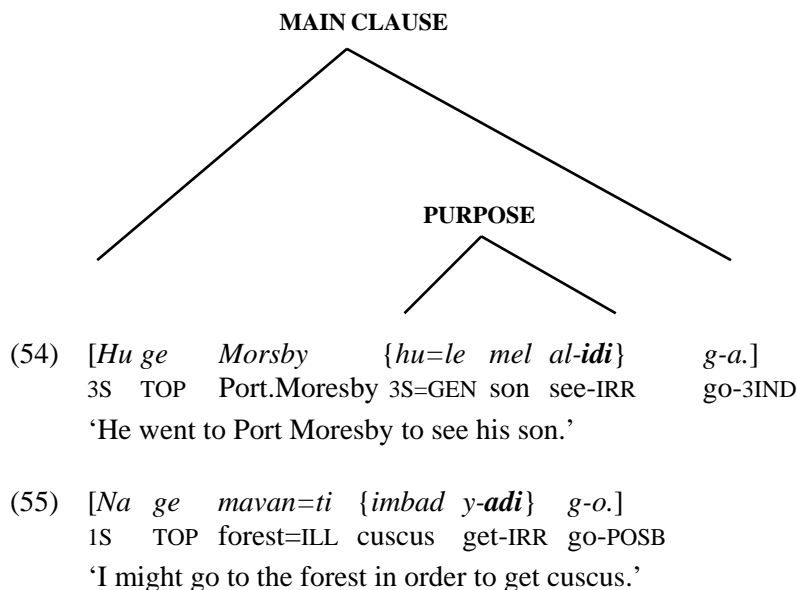 MAIN CLAUSE
PURPOSE
(54) [Hu ge Morsby {hu=le mel al-idi} g-a.]
3S TOP Port.Moresby 3S=GEN son see-IRR go-3IND
‘He went to Port Moresby to see his son.’
(55) [Na ge mavan=ti {imbad y-adi} g-o.]
1S TOP forest=ILL cuscus get-IRR go-POSB
‘I might go to the forest in order to get cuscus.’